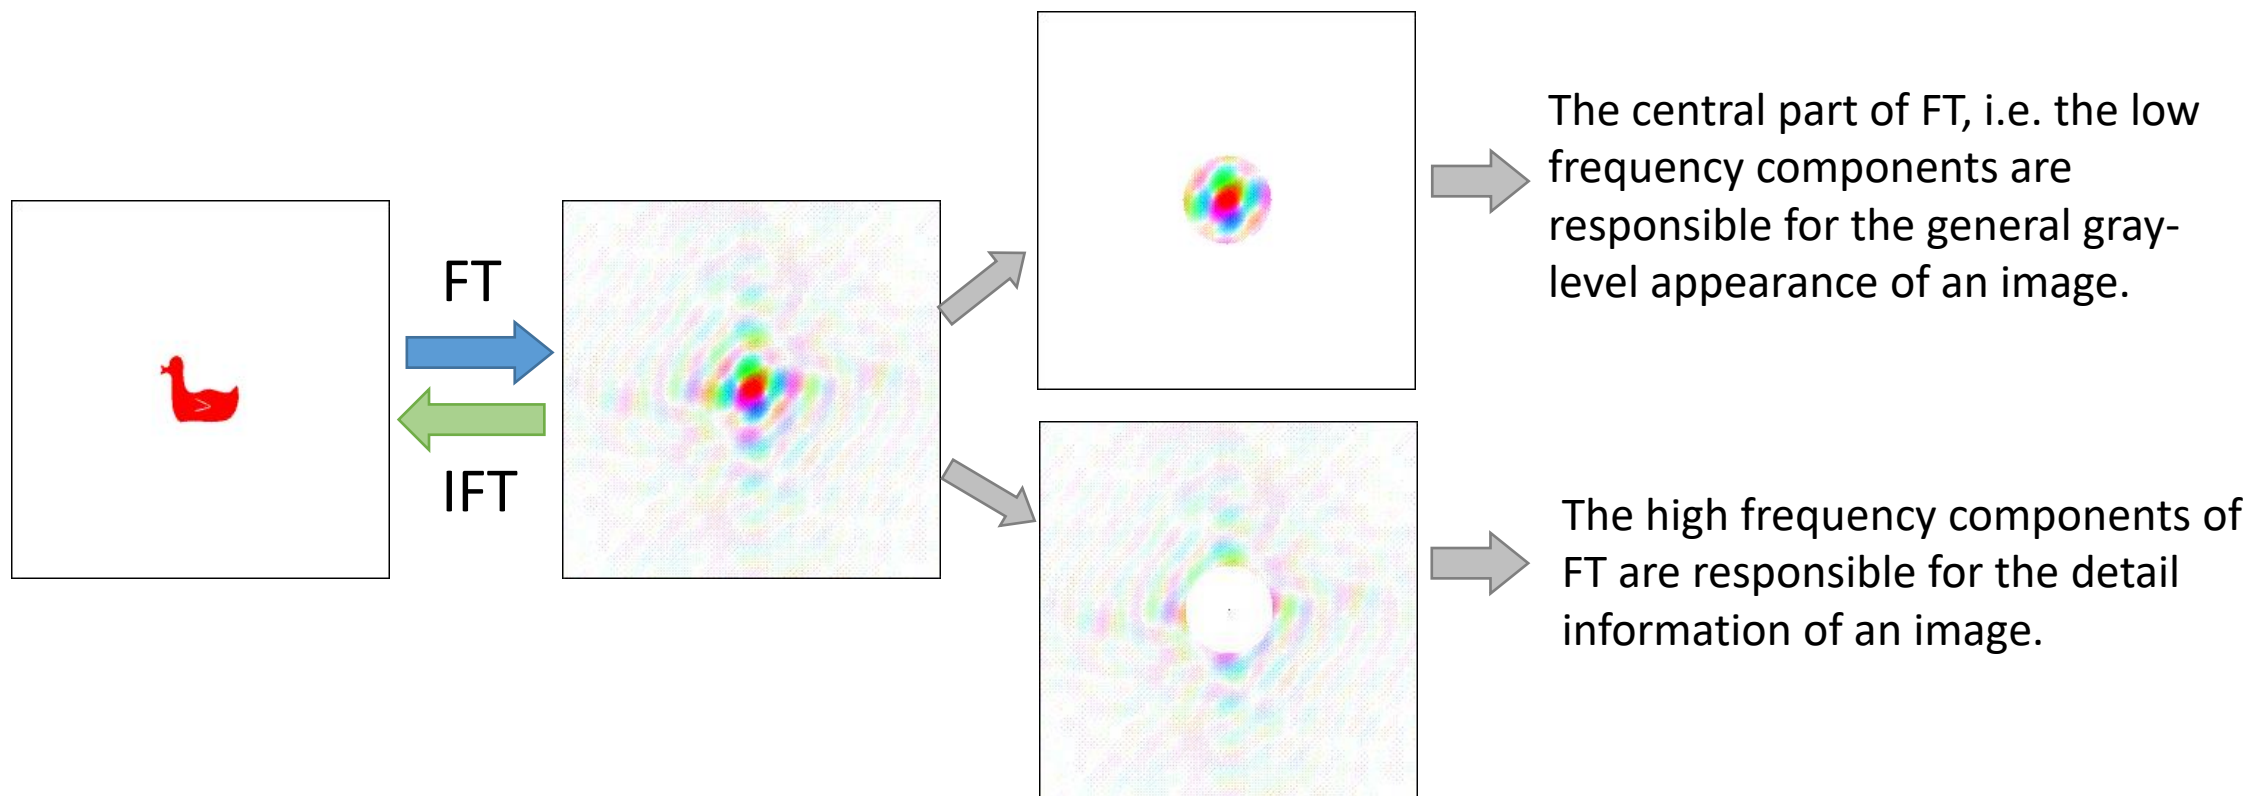 FT
IFT
The central part of FT, i.e. the low
frequency components are
responsible for the general gray-
level appearance of an image.
The high frequency components of
FT are responsible for the detail
information of an image.